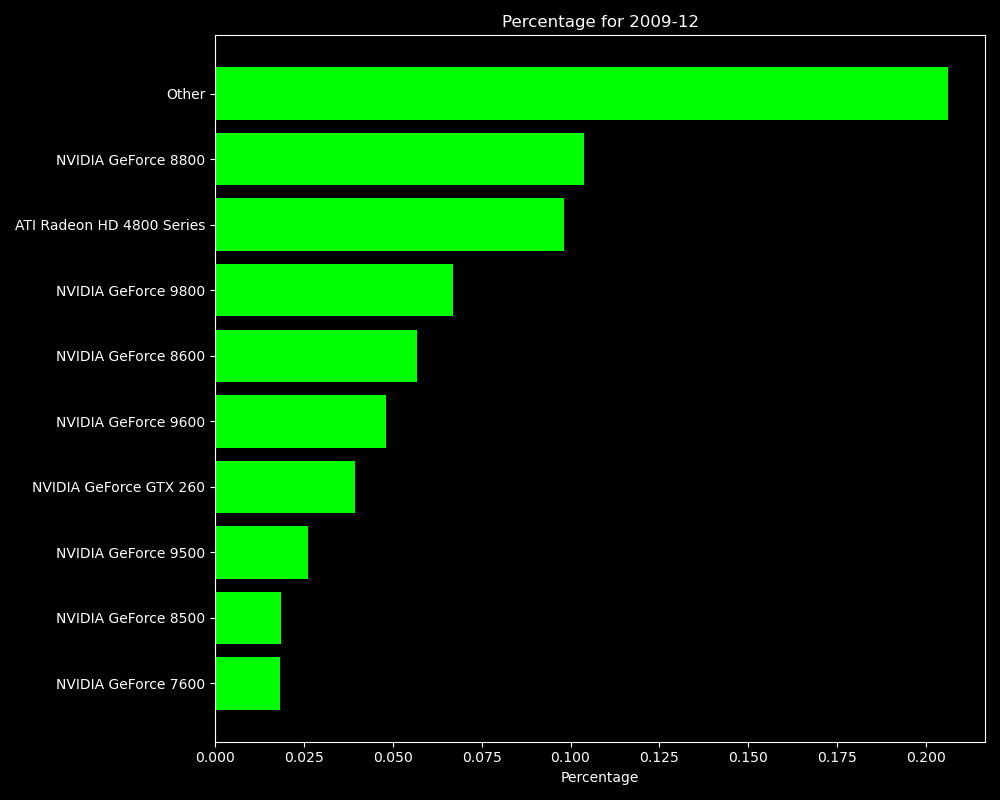 Percentage for 2009-12
Other
NVIDIA GeForce 8800
ATI Radeon HD 4800 Series
NVIDIA GeForce 9800
NVIDIA GeForce 8600
NVIDIA GeForce 9600
NVIDIA GeForce GTX 260
NVIDIA GeForce 9500
NVIDIA GeForce 8500
NVIDIA GeForce 7600
0.000 0.025 0.050 0.075 0.100 0.125 0.150 0.175 0.200
Percentage